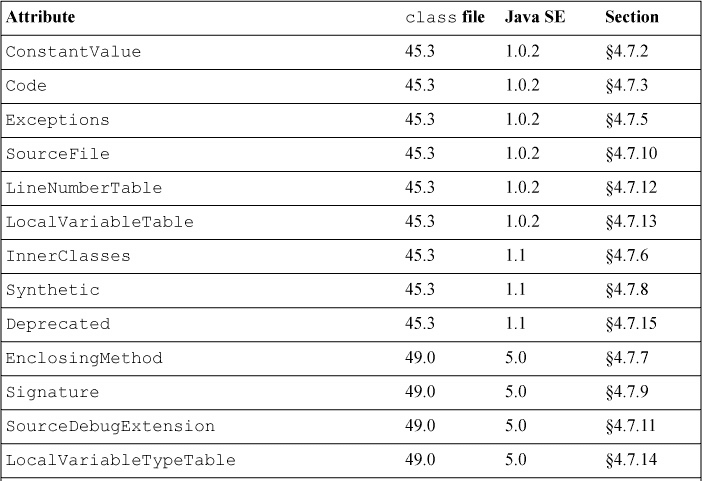 Attribute class file Java SE Section
ConstantValue 45.3 1.0.2 §4.7.2
Code 45.3 1.0.2 §4.7.3
Exceptions 45.3 1.0.2 §4.7.5
SourceFile 45.3 1.0.2 §4.7.10
LineNumberTable 45.3 1.0.2 §4.7.12
LocalVariableTable 45.3 1.0.2 §4.7.13
InnerClasses 45.3 1.1 §4.7.6
Synthetic 45.3 1.1 §4.7.8
Deprecated 45.3 1.1 §4.7.15
EnclosingMethod 49.0 5.0 §4.7.7
Signature 49.0 5.0 §4.7.9
SourceDebugExtension 49.0 5.0 §4.7.11
LocalVariableTypeTable 49.0 5.0 §4.7.14